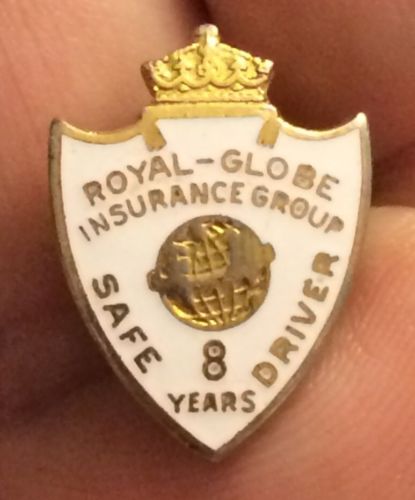 ROYAL-GLOBE
INSURANCE GROUP
SAFE
DRIVER
8
YEARS